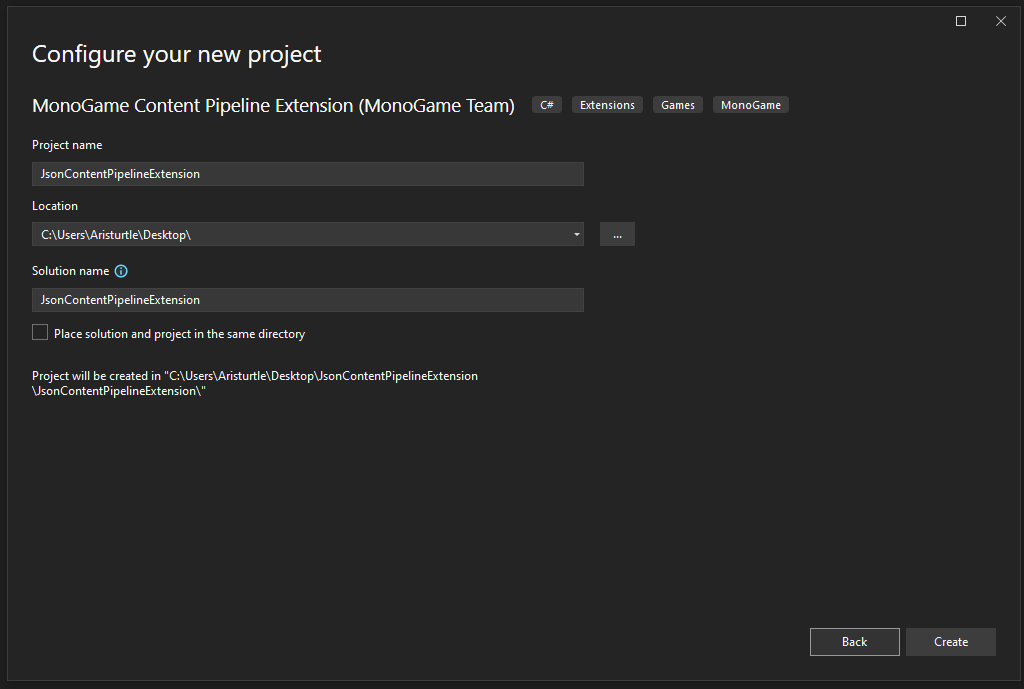 Configure your new project
MonoGame Content Pipeline Extension (MonoGame Team) C# Extensions Games MonoGame
Project name
JsonContentPipelineExtension
Location
C:\Users\Aristurtle\Desktop\ ...
Solution name
JsonContentPipelineExtension
Place solution and project in the same directory
Project will be created in "C:\Users\Aristurtle\Desktop\JsonContentPipelineExtension
\JsonContentPipelineExtension\"
Back Create